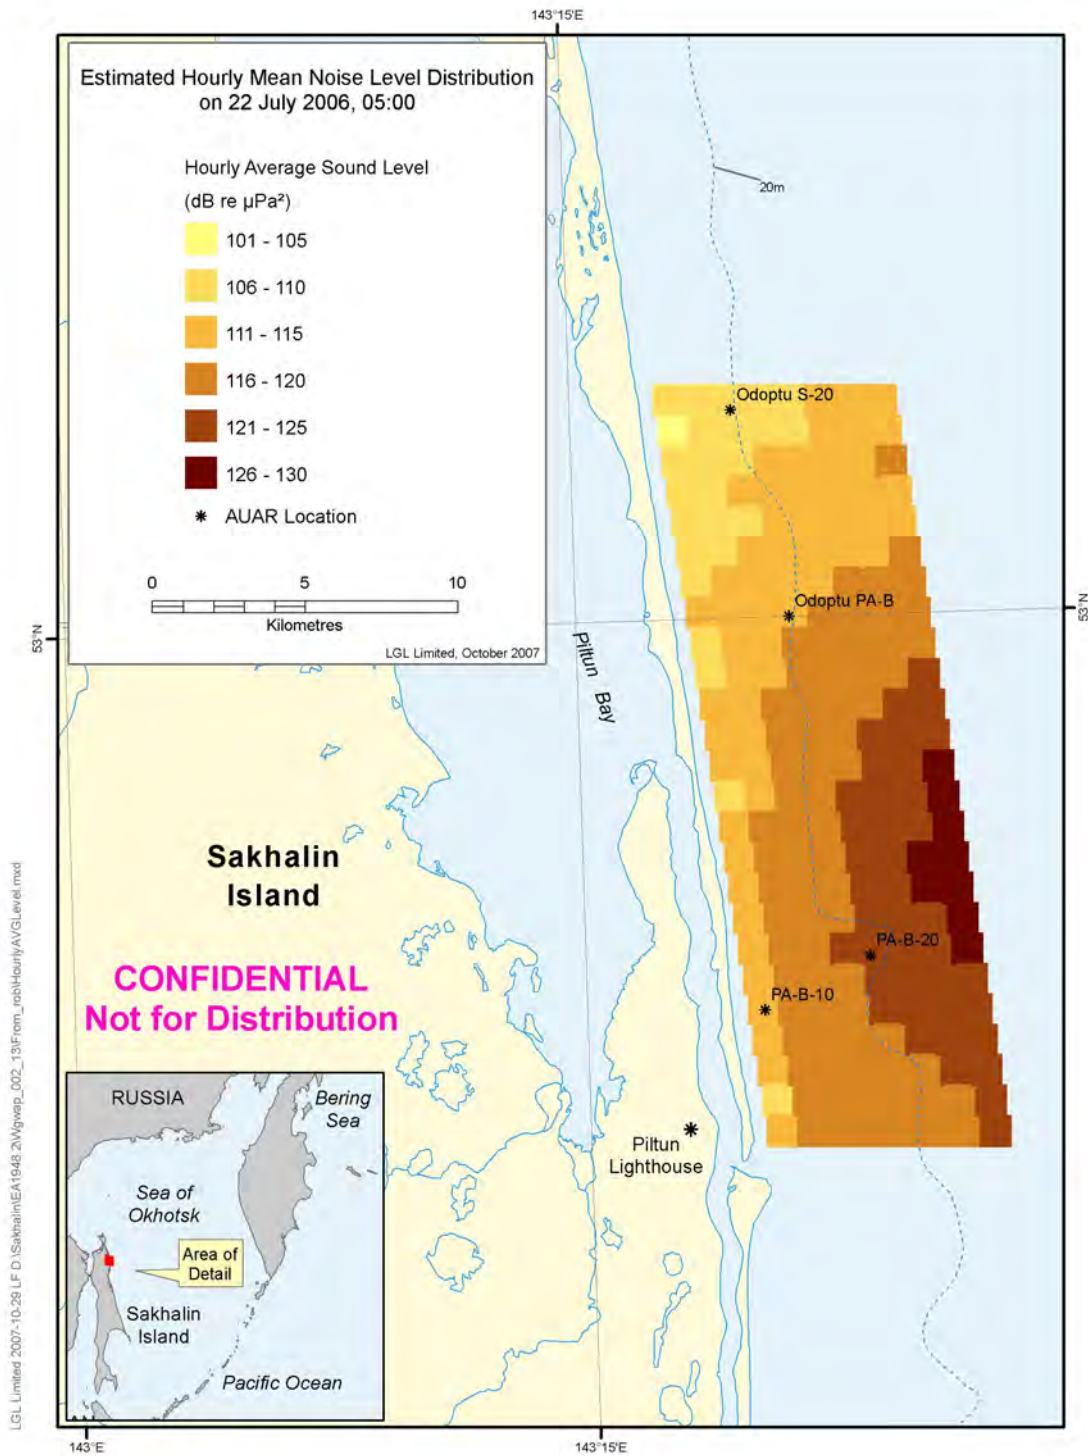 143°15'E
Estimated Hourly Mean Noise Level Distribution
on 22 July 2006, 05:00
Hourly Average Sound Level
(dB re µPa²)
101 - 105
106 - 110
111 - 115
116 - 120
121 - 125
126 - 130
AUAR Location
0 5 10
Kilometres
LGL Limited, October 2007
20m
Odoptu S-20
Odoptu PA-B
53°N
53°N
Piltun Bay
Sakhalin
Island
PA-B-20
PA-B-10
CONFIDENTIAL
Not for Distribution
Piltun
Lighthouse
RUSSIA
Bering
Sea
Sea of
Okhotsk
Area of
Detail
Sakhalin
Island
Pacific Ocean
143°E
143°15'E